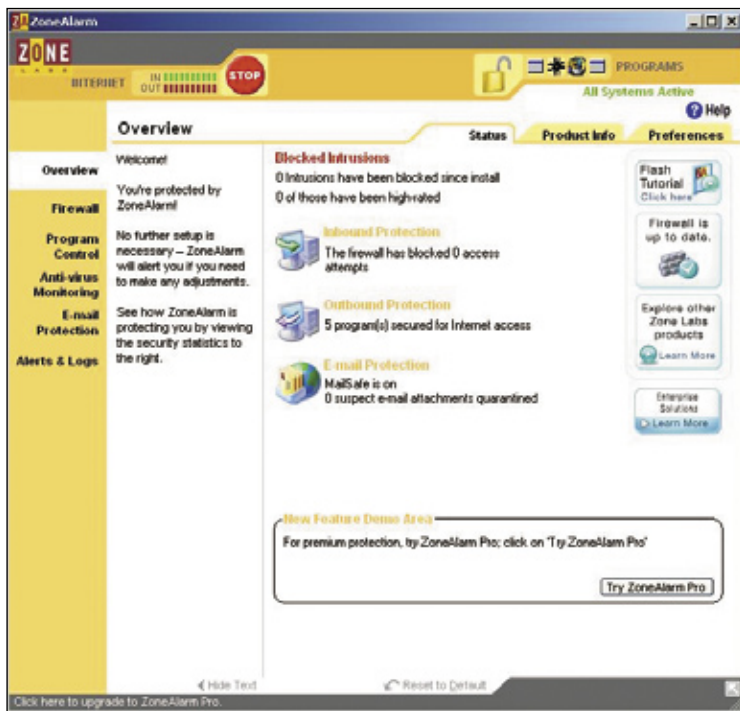 ZoneAlarm
ZONE
LABS
INTERNET
IN
OUT
STOP
PROGRAMS
All Systems Active
Help
Overview
Status
Product Info
Preferences
Overview
Firewall
Program
Control
Anti-virus
Monitoring
E-mail
Protection
Alerts & Logs
Welcome!
You're protected by
ZoneAlarm!
No further setup is
necessary – ZoneAlarm
will alert you if you need
to make any adjustments.
See how ZoneAlarm is
protecting you by viewing
the security statistics to
the right.
Blocked Intrusions
0 Intrusions have been blocked since install
0 of those have been high-rated
Inbound Protection
The firewall has blocked 0 access
attempts
Outbound Protection
5 program(s) secured for Internet access
E-mail Protection
MailSafe is on
0 suspect e-mail attachments quarantined
Flash
Tutorial
Click here
Firewall is
up to date.
Explore other
Zone Labs
products
Learn More
Enterprise
Solutions
Learn More
New Feature Demo Area
For premium protection, try ZoneAlarm Pro; click on 'Try ZoneAlarm Pro'
Try ZoneAlarm Pro
Hide Text
Reset to Default
Click here to upgrade to ZoneAlarm Pro.